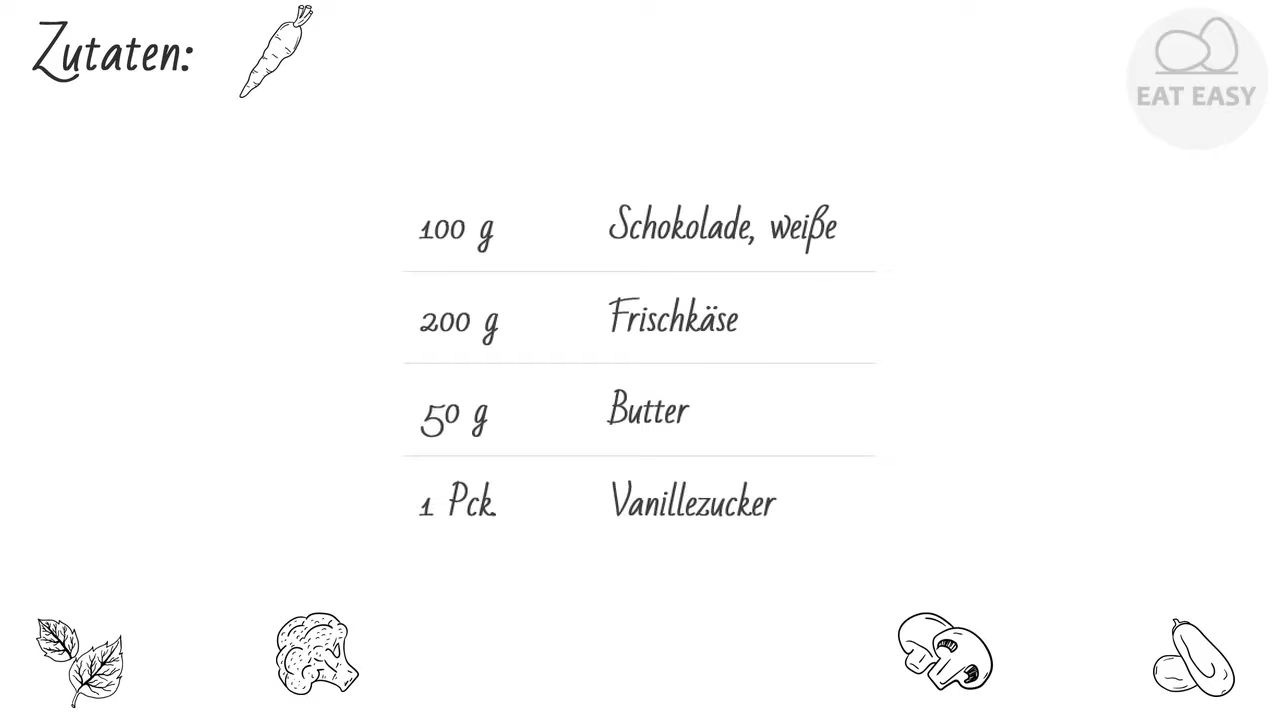 Zutaten:
EAT EASY
100 g Schokolade, weiße
200 g Frischkäse
50 g Butter
1 Pck. Vanillezucker